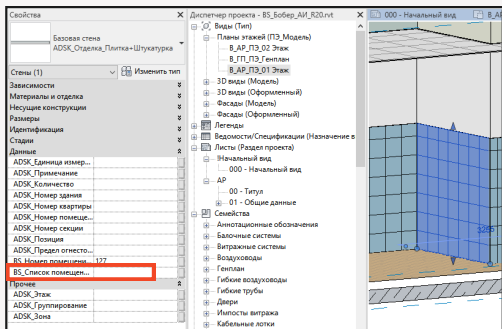 Свойства
Базовая стена
ADSK_Отделка_Плитка+Штукатурка
Стены (1)
Изменить тип
Зависимости
Материалы и отделка
Несущие конструкции
Размеры
Идентификация
Стадии
Данные
ADSK_Единица измер...
ADSK_Примечание
ADSK_Количество
ADSK_Номер здания
ADSK_Номер квартиры
ADSK_Номер помеще...
ADSK_Номер секции
ADSK_Позиция
ADSK_Предел огнесто...
BS_Номер помещени... 127
BS_Список помещен...
Прочее
ADSK_Этаж
ADSK_Группирование
ADSK_Зона
Диспетчер проекта - BS_Бобер_АИ_R20.rvt
Виды (Тип)
Планы этажей (ПЭ_Модель)
В_АР_ПЭ_02 Этаж
В_ГП_ПЭ_Генплан
В_АР_ПЭ_01 Этаж
3D виды (Модель)
3D виды (Оформленный)
Фасады (Модель)
Фасады (Оформленный)
Легенды
Ведомости/Спецификации (Назначение в
Листы (Раздел проекта)
!Начальный вид
000 - Начальный вид
АР
00 - Титул
01 - Общие данные
Семейства
Аннотационные обозначения
Балочные системы
Витражные системы
Воздуховоды
Генплан
Гибкие воздуховоды
Гибкие трубы
Двери
Импосты витража
Кабельные лотки
000 - Начальный вид
В_АР